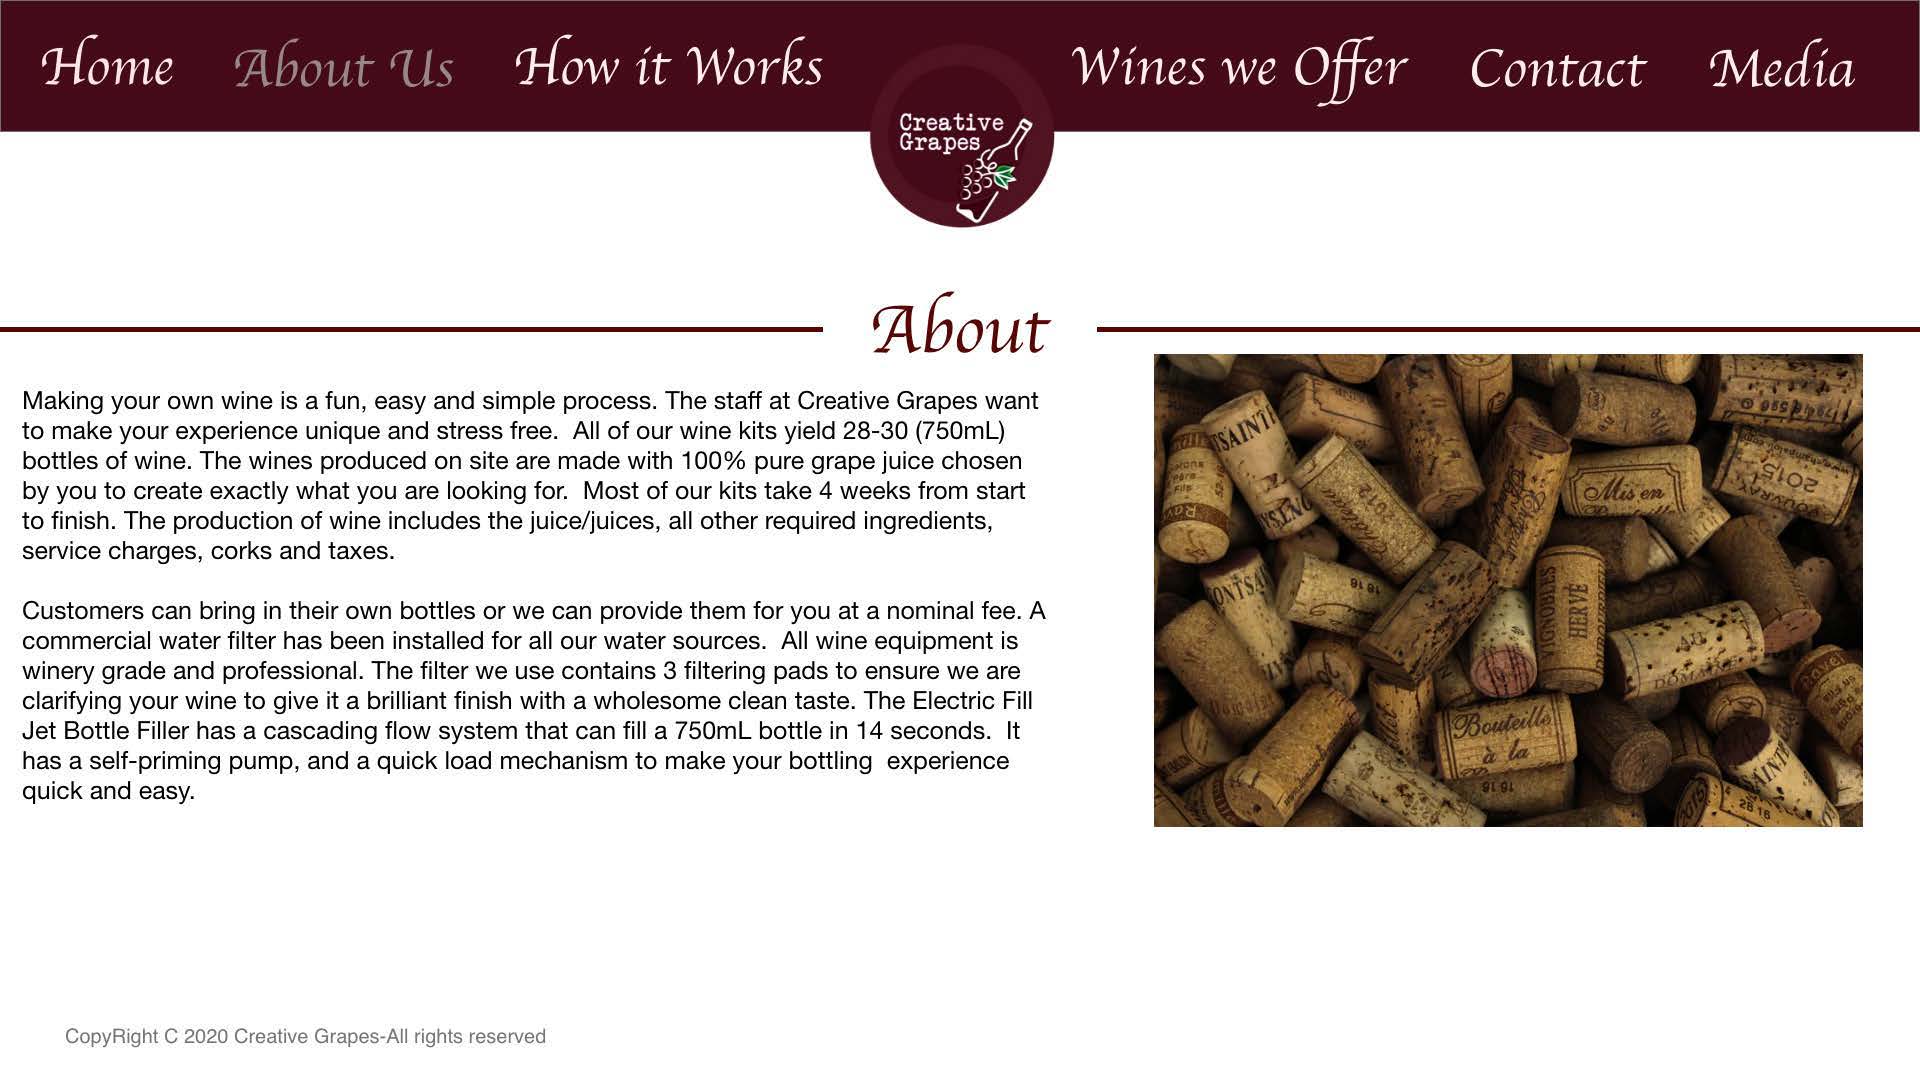 Home About Us How it Works Wines we Offer Contact Media
Creative
Grapes
About
Making your own wine is a fun, easy and simple process. The staff at Creative Grapes want
to make your experience unique and stress free.  All of our wine kits yield 28-30 (750mL)
bottles of wine. The wines produced on site are made with 100% pure grape juice chosen
by you to create exactly what you are looking for.  Most of our kits take 4 weeks from start
to finish. The production of wine includes the juice/juices, all other required ingredients,
service charges, corks and taxes.
Customers can bring in their own bottles or we can provide them for you at a nominal fee. A
commercial water filter has been installed for all our water sources.  All wine equipment is
winery grade and professional. The filter we use contains 3 filtering pads to ensure we are
clarifying your wine to give it a brilliant finish with a wholesome clean taste. The Electric Fill
Jet Bottle Filler has a cascading flow system that can fill a 750mL bottle in 14 seconds.  It
has a self-priming pump, and a quick load mechanism to make your bottling  experience
quick and easy.
Mis en
2015
2012
VIGNOBLES
HERVÉ
Bouteille
à la
CopyRight C 2020 Creative Grapes-All rights reserved